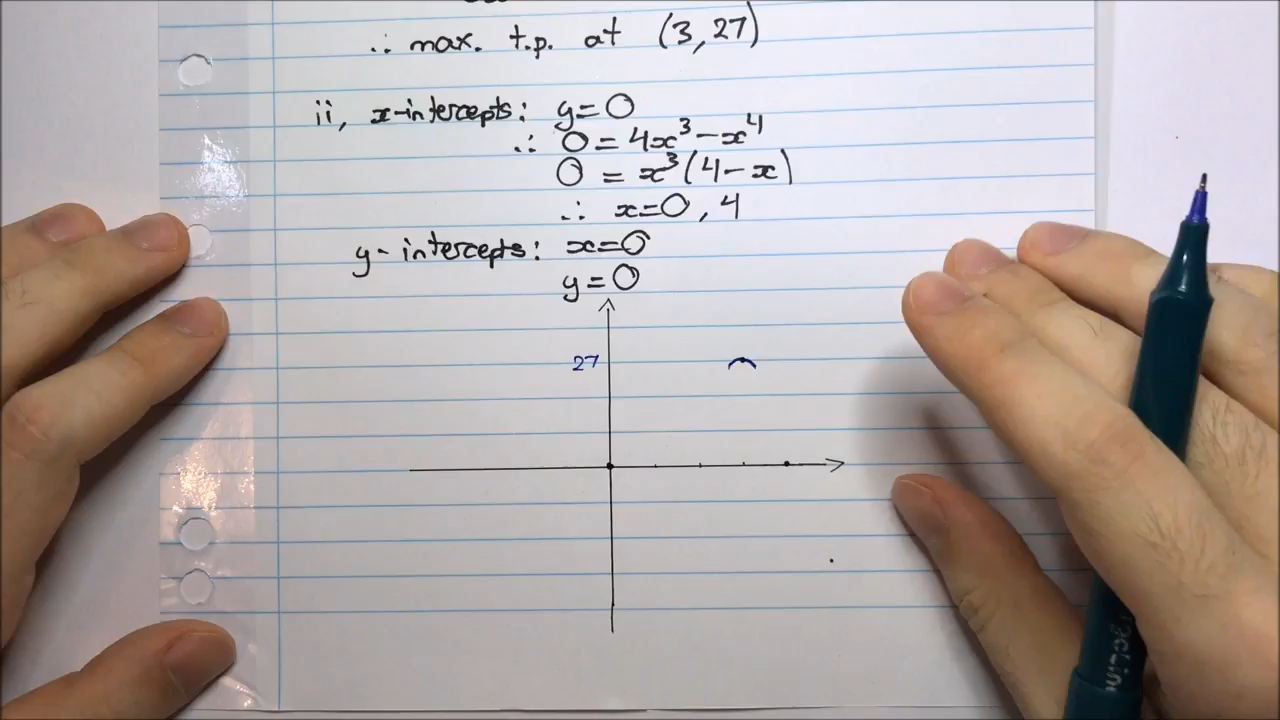 ∴ max. t.p. at (3, 27)
ii, x-intercepts: y=0
∴ 0 = 4x³ - x⁴
0 = x³(4-x)
∴ x=0, 4
y-intercepts: x=0
y=0
27